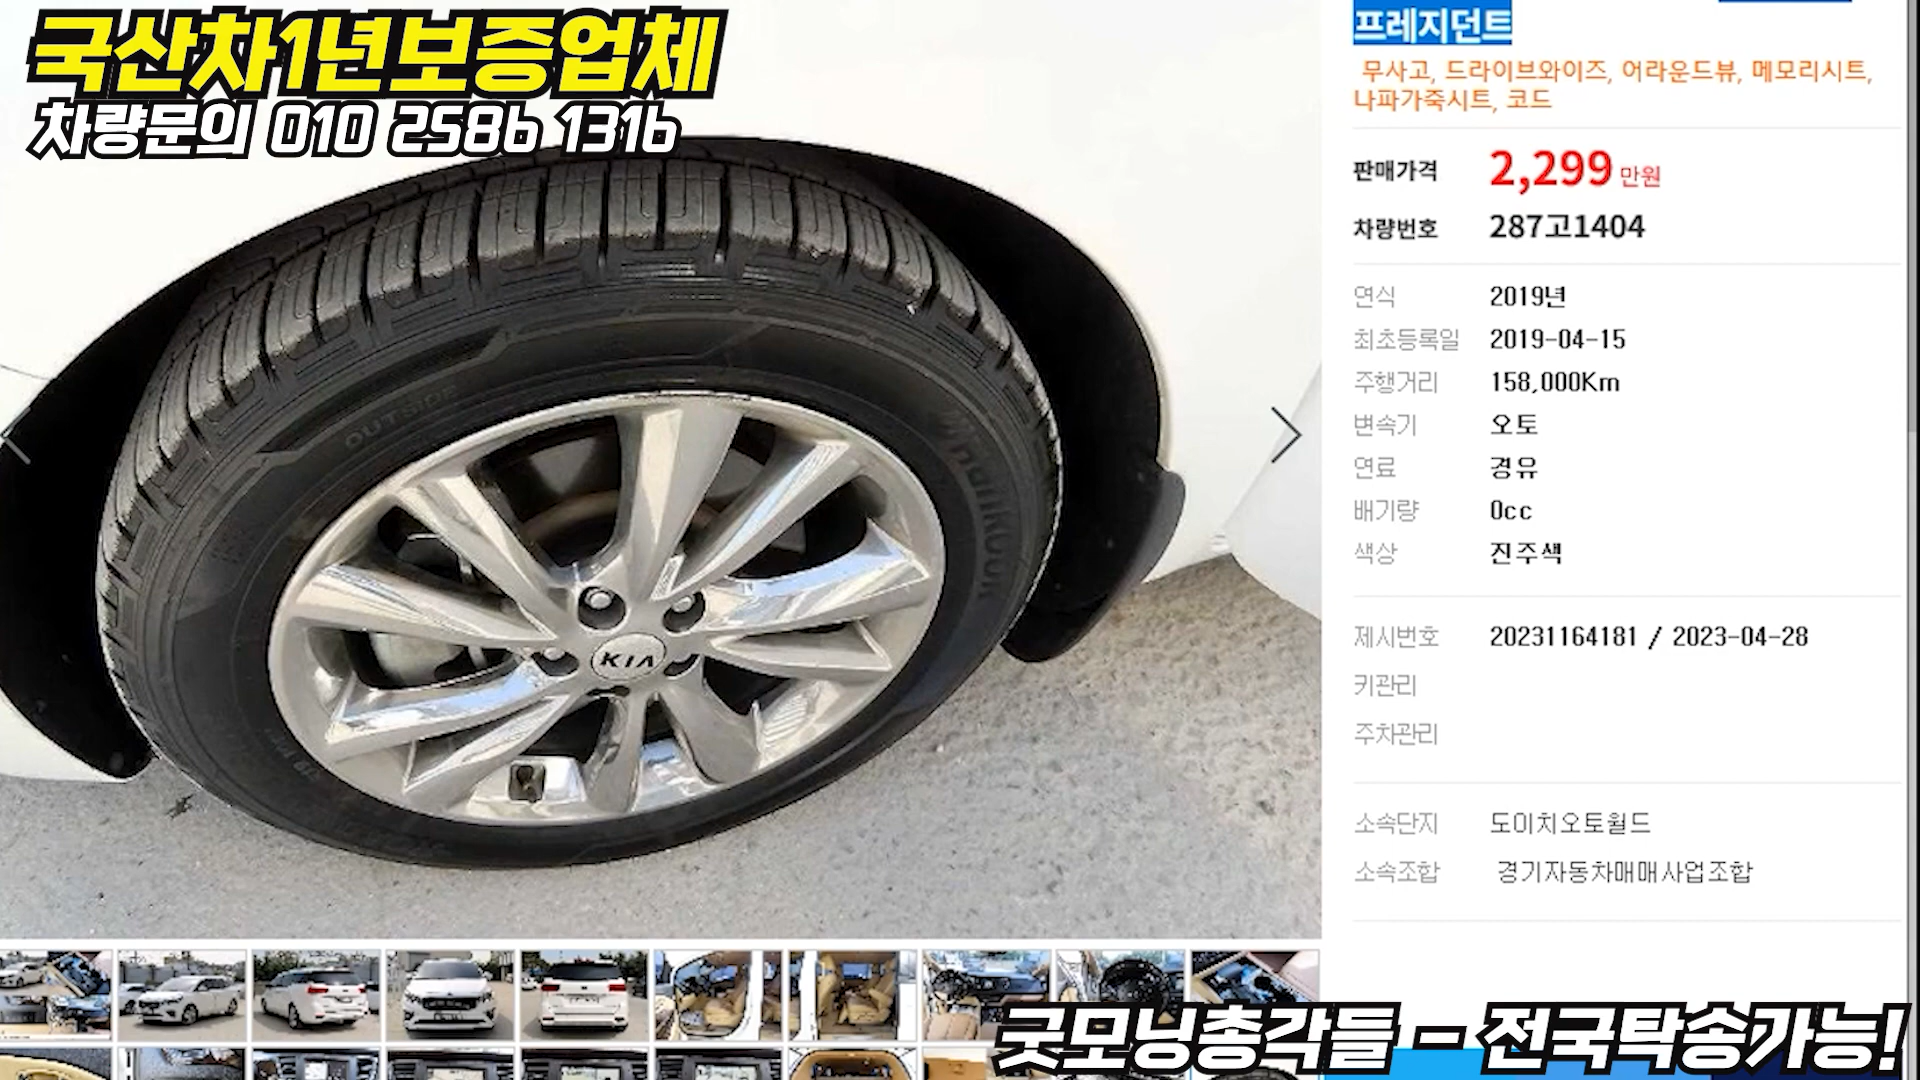 국산차1년보증업체
차량문의 010 2586 1316
프레지던트
무사고, 드라이브와이즈, 어라운드뷰, 메모리시트,
나파가죽시트, 코드
판매가격 2,299 만원
차량번호 287고1404
연식 2019년
최초등록일 2019-04-15
주행거리 158,000Km
변속기 오토
연료 경유
배기량 0cc
색상 진주색
제시번호 20231164181 / 2023-04-28
키관리
주차관리
소속단지 도이치오토월드
소속조합 경기자동차매매사업조합
OUTSIDE
Hankook
KIA
굿모닝총각들 - 전국탁송가능!